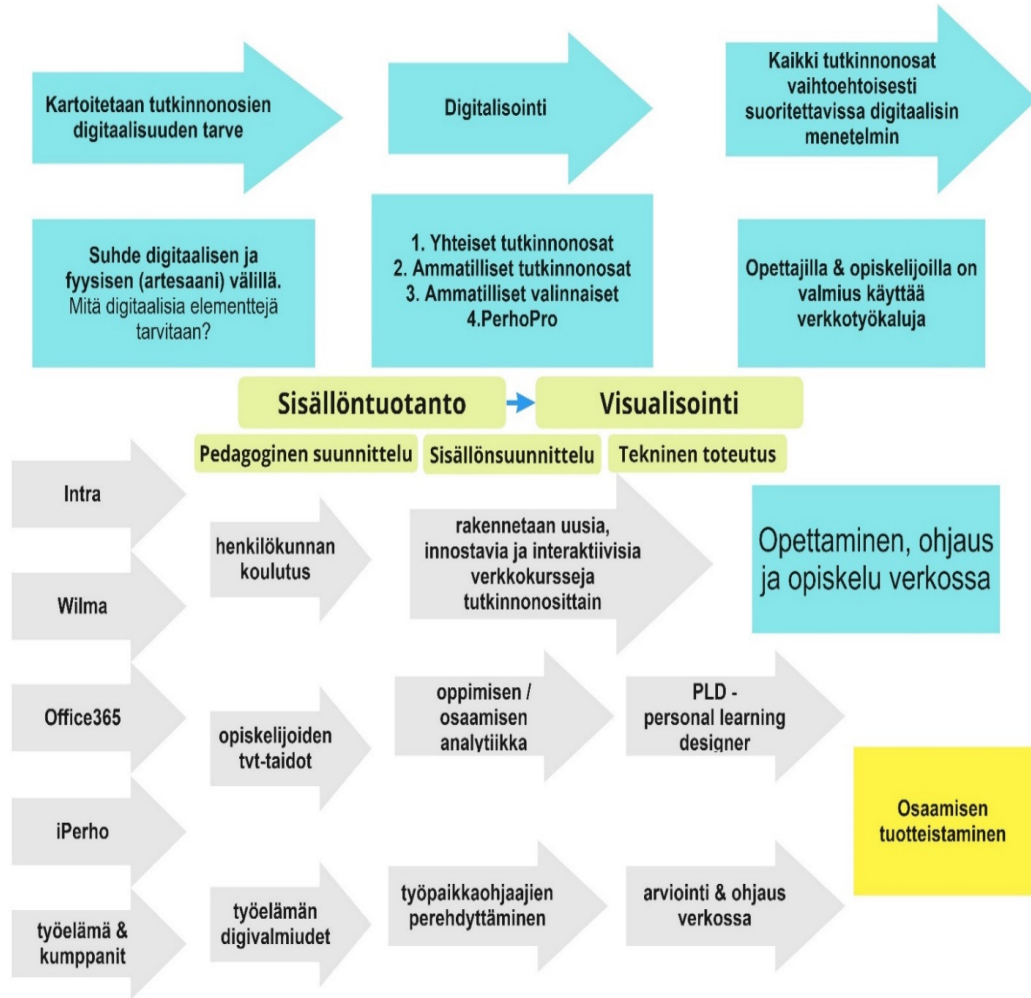 Kartoitetaan tutkinnonosien
digitaalisuuden tarve
Digitalisointi
Kaikki tutkinnonosat
vaihtoehtoisesti
suoritettavissa digitaalisin
menetelmin
Suhde digitaalisen ja
fyysisen (artesaani) välillä.
Mitä digitaalisia elementtejä
tarvitaan?
1. Yhteiset tutkinnonosat
2. Ammatilliset tutkinnonosat
3. Ammatilliset valinnaiset
4.PerhoPro
Opettajilla & opiskelijoilla on
valmius käyttää
verkkotyökaluja
Sisällöntuotanto
Visualisointi
Pedagoginen suunnittelu
Sisällönsuunnittelu
Tekninen toteutus
Intra
Wilma
Office365
iPerho
työelämä &
kumppanit
henkilökunnan
koulutus
rakennetaan uusia,
innostavia ja interaktiivisia
verkkokursseja
tutkinnonosittain
Opettaminen, ohjaus
ja opiskelu verkossa
opiskelijoiden
tvt-taidot
oppimisen /
osaamisen
analytiikka
PLD -
personal learning
designer
Osaamisen
tuotteistaminen
työelämän
digivalmiudet
työpaikkaohjaajien
perehdyttäminen
arviointi & ohjaus
verkossa